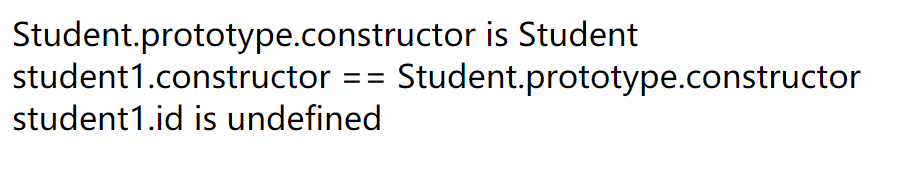 Student.prototype.constructor is Student
student1.constructor == Student.prototype.constructor
student1.id is undefined